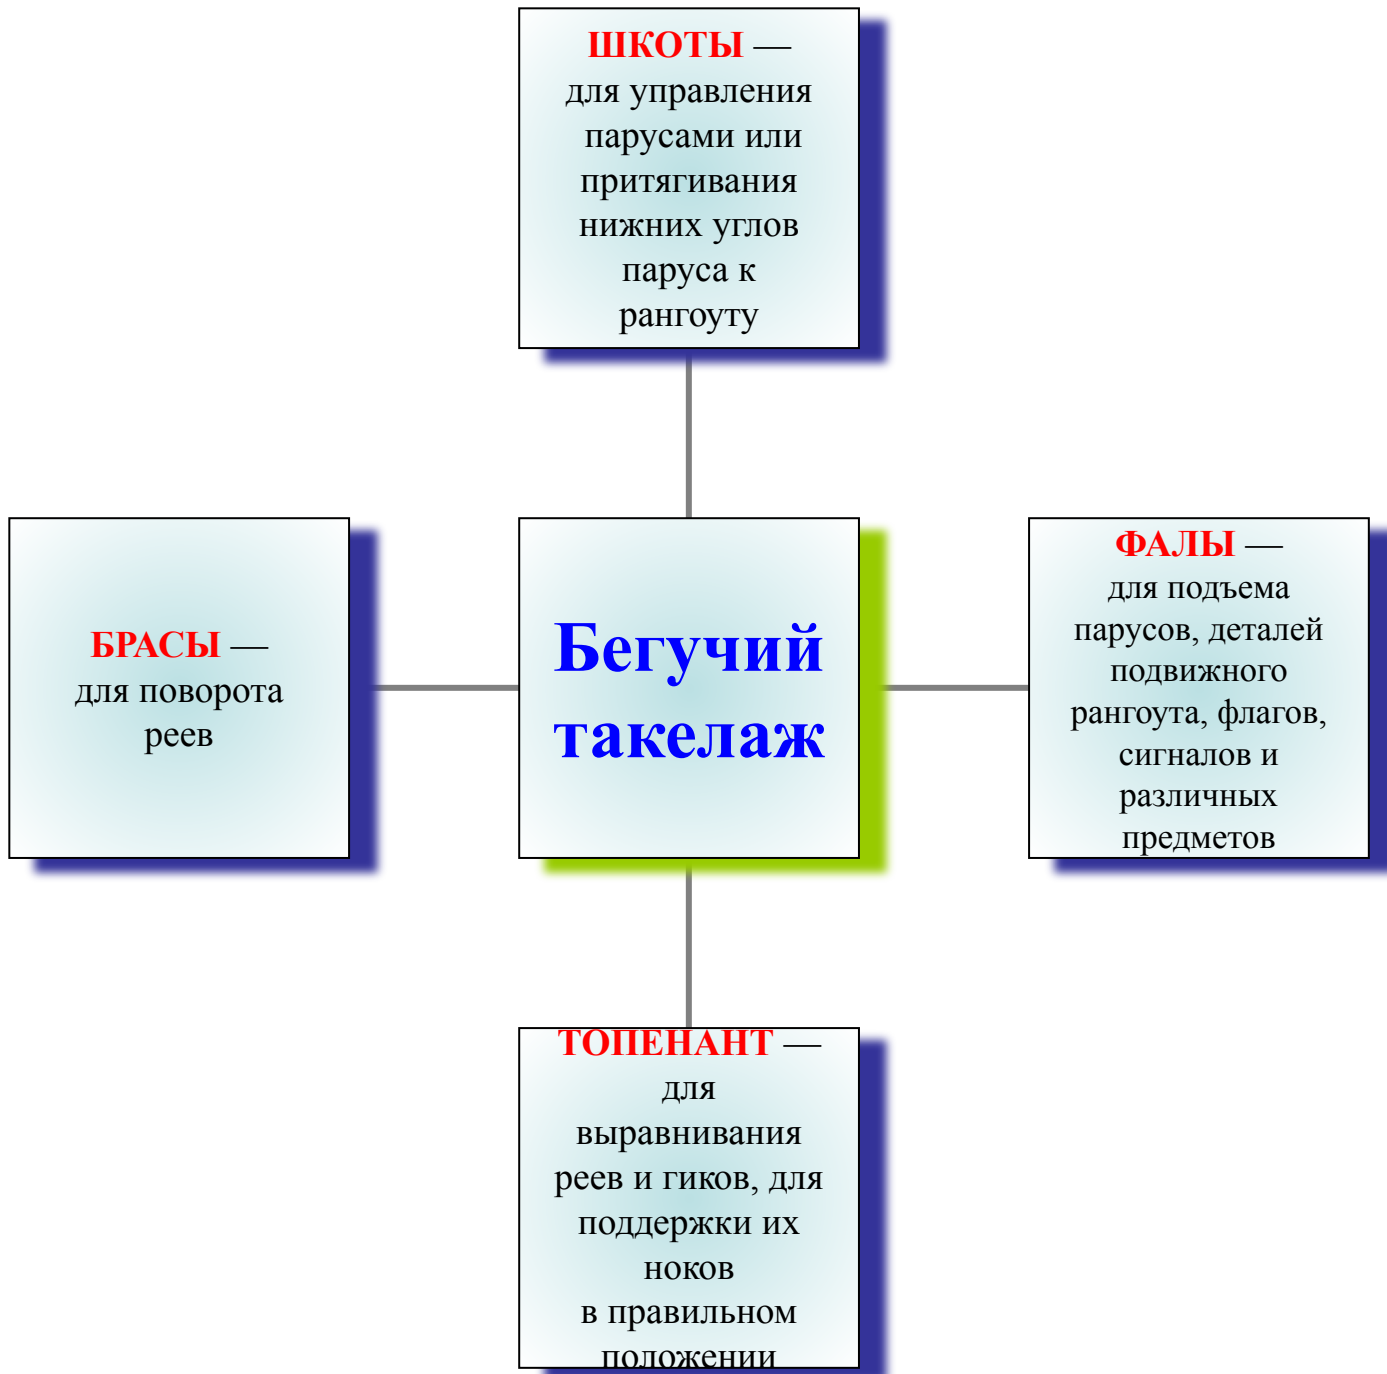 ШКОТЫ —
для управления
парусами или
притягивания
нижних углов
паруса к
рангоуту
БРАСЫ —
для поворота
реев
Бегучий
такелаж
ФАЛЫ —
для подъема
парусов, деталей
подвижного
рангоута, флагов,
сигналов и
различных
предметов
ТОПЕНАНТ —
для
выравнивания
реев и гиков, для
поддержки их
ноков
в правильном
положении